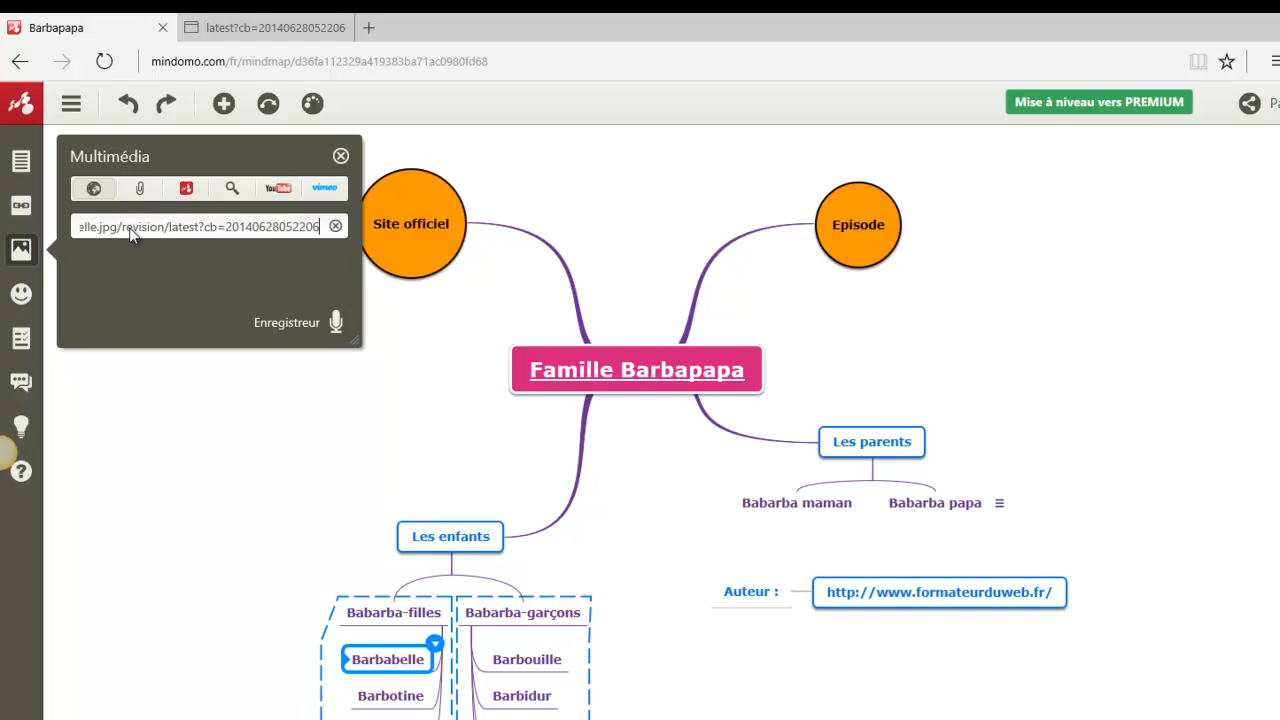 Barbapapa
latest?cb=20140628052206
mindomo.com/fr/mindmap/d36fa112329a419383ba71ac0980fd68
Mise à niveau vers PREMIUM
Pa
Multimédia
YouTube
vimeo
elle.jpg/revision/latest?cb=20140628052206
Enregistreur
Site officiel
Episode
Famille Barbapapa
Les parents
Babarba maman
Babarba papa
Les enfants
Auteur :
http://www.formateurduweb.fr/
Babarba-filles
Babarba-garçons
Barbabelle
Barbouille
Barbotine
Barbidur